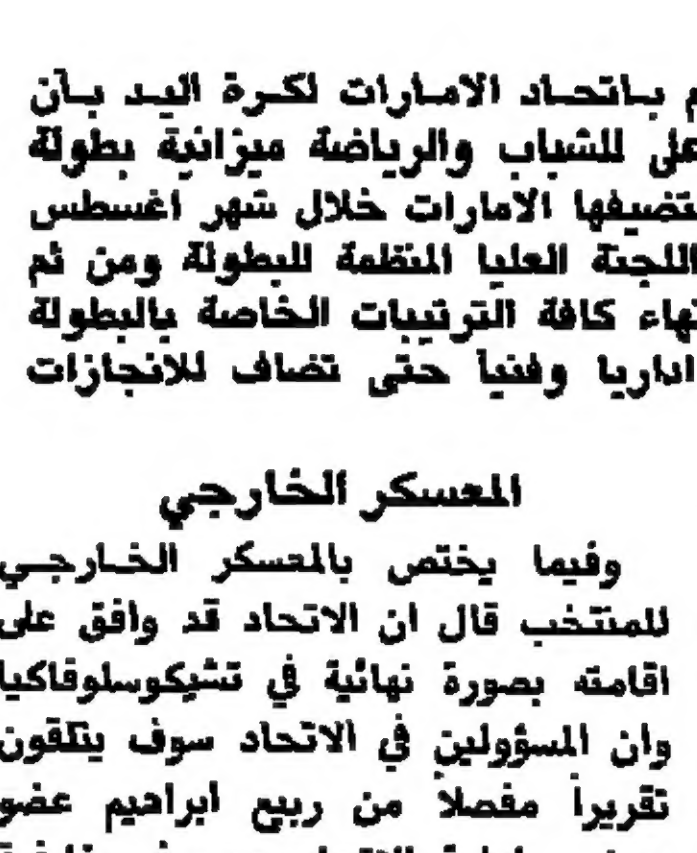 م باتحاد الامارات لكرة اليد بأن
على للشباب والرياضة ميزانية بطولة
تضيفها الامارات خلال شهر اغسطس
اللجنة العليا المنظمة للبطولة ومن ثم
تهاء كافة الترتيبات الخاصة بالبطولة
اداريا وفنياً حتى تضاف للانجازات
المعسكر الخارجي
وفيما يختص بالمعسكر الخارجي
للمنتخب قال ان الاتحاد قد وافق على
اقامته بصورة نهائية في تشيكوسلوفاكيا
وان المسؤولين في الاتحاد سوف يتلقون
تقريراً مفصلاً من ربيع ابراهيم عضو